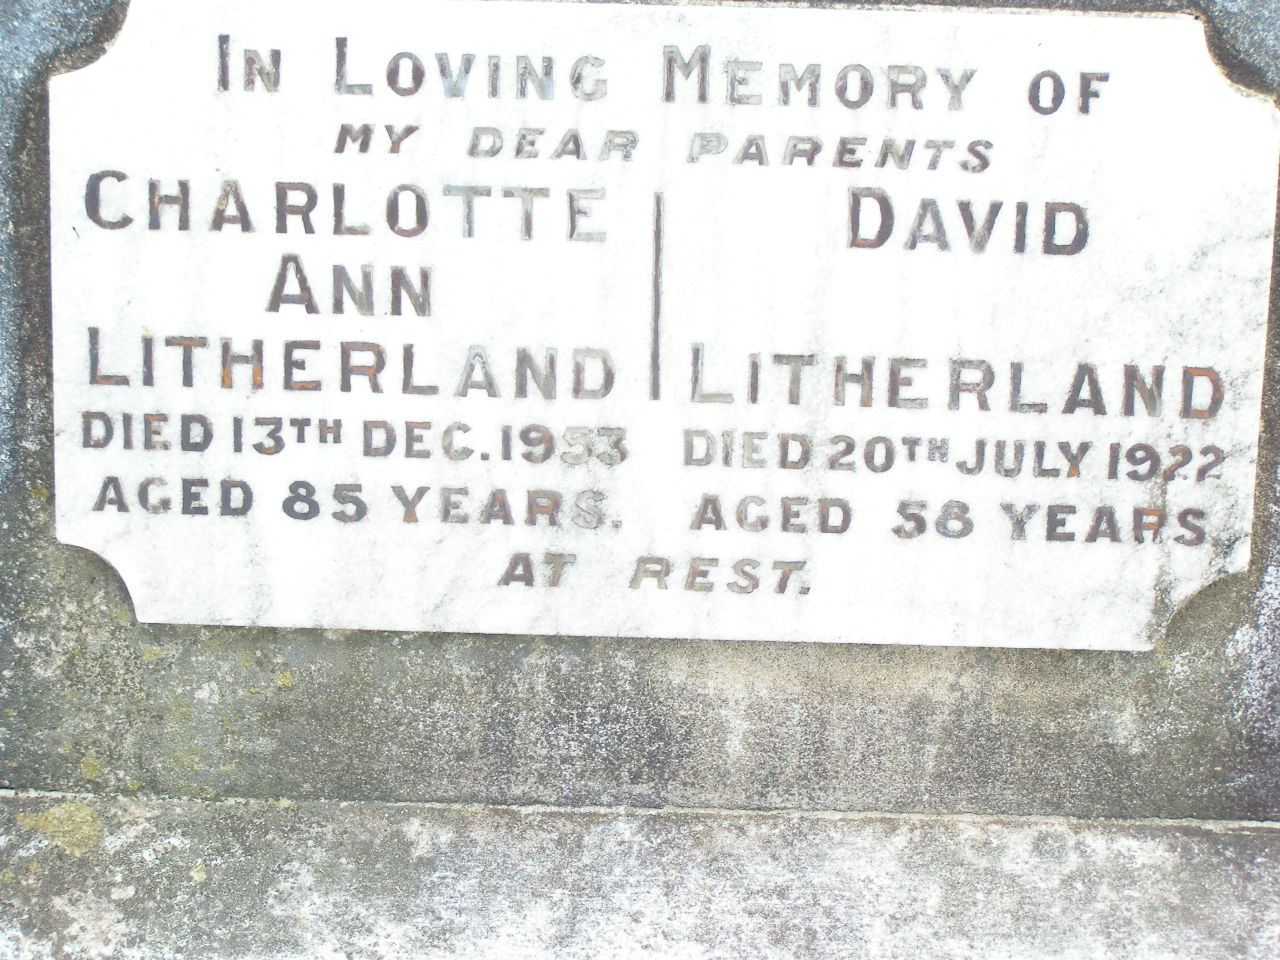 IN LOVING MEMORY OF
MY DEAR PARENTS
CHARLOTTE
ANN
LITHERLAND
DIED 13TH DEC. 1953
AGED 85 YEARS.
DAVID
LITHERLAND
DIED 20TH JULY 1922
AGED 58 YEARS
AT REST.